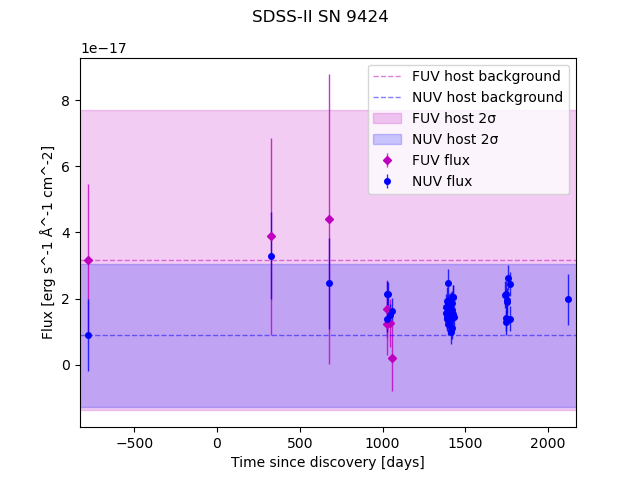 SDSS-II SN 9424
1e−17
FUV host background
NUV host background
FUV host 2σ
NUV host 2σ
FUV flux
NUV flux
8
6
4
2
0
Flux [erg s^-1 Å^-1 cm^-2]
−500 0 500 1000 1500 2000
Time since discovery [days]